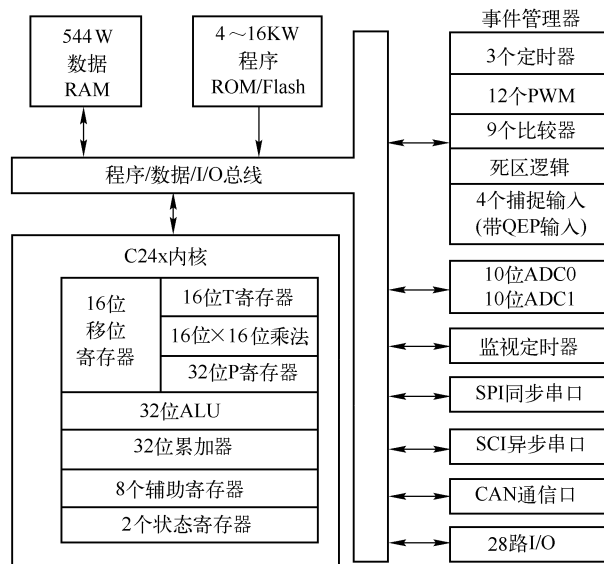 544W
数据
RAM
4～16KW
程序
ROM/Flash
程序/数据/I/O总线
C24x内核
16位
移位
寄存器
16位T寄存器
16位×16位乘法
32位P寄存器
32位ALU
32位累加器
8个辅助寄存器
2个状态寄存器
事件管理器
3个定时器
12个PWM
9个比较器
死区逻辑
4个捕捉输入
(带QEP输入)
10位ADC0
10位ADC1
监视定时器
SPI同步串口
SCI异步串口
CAN通信口
28路I/O